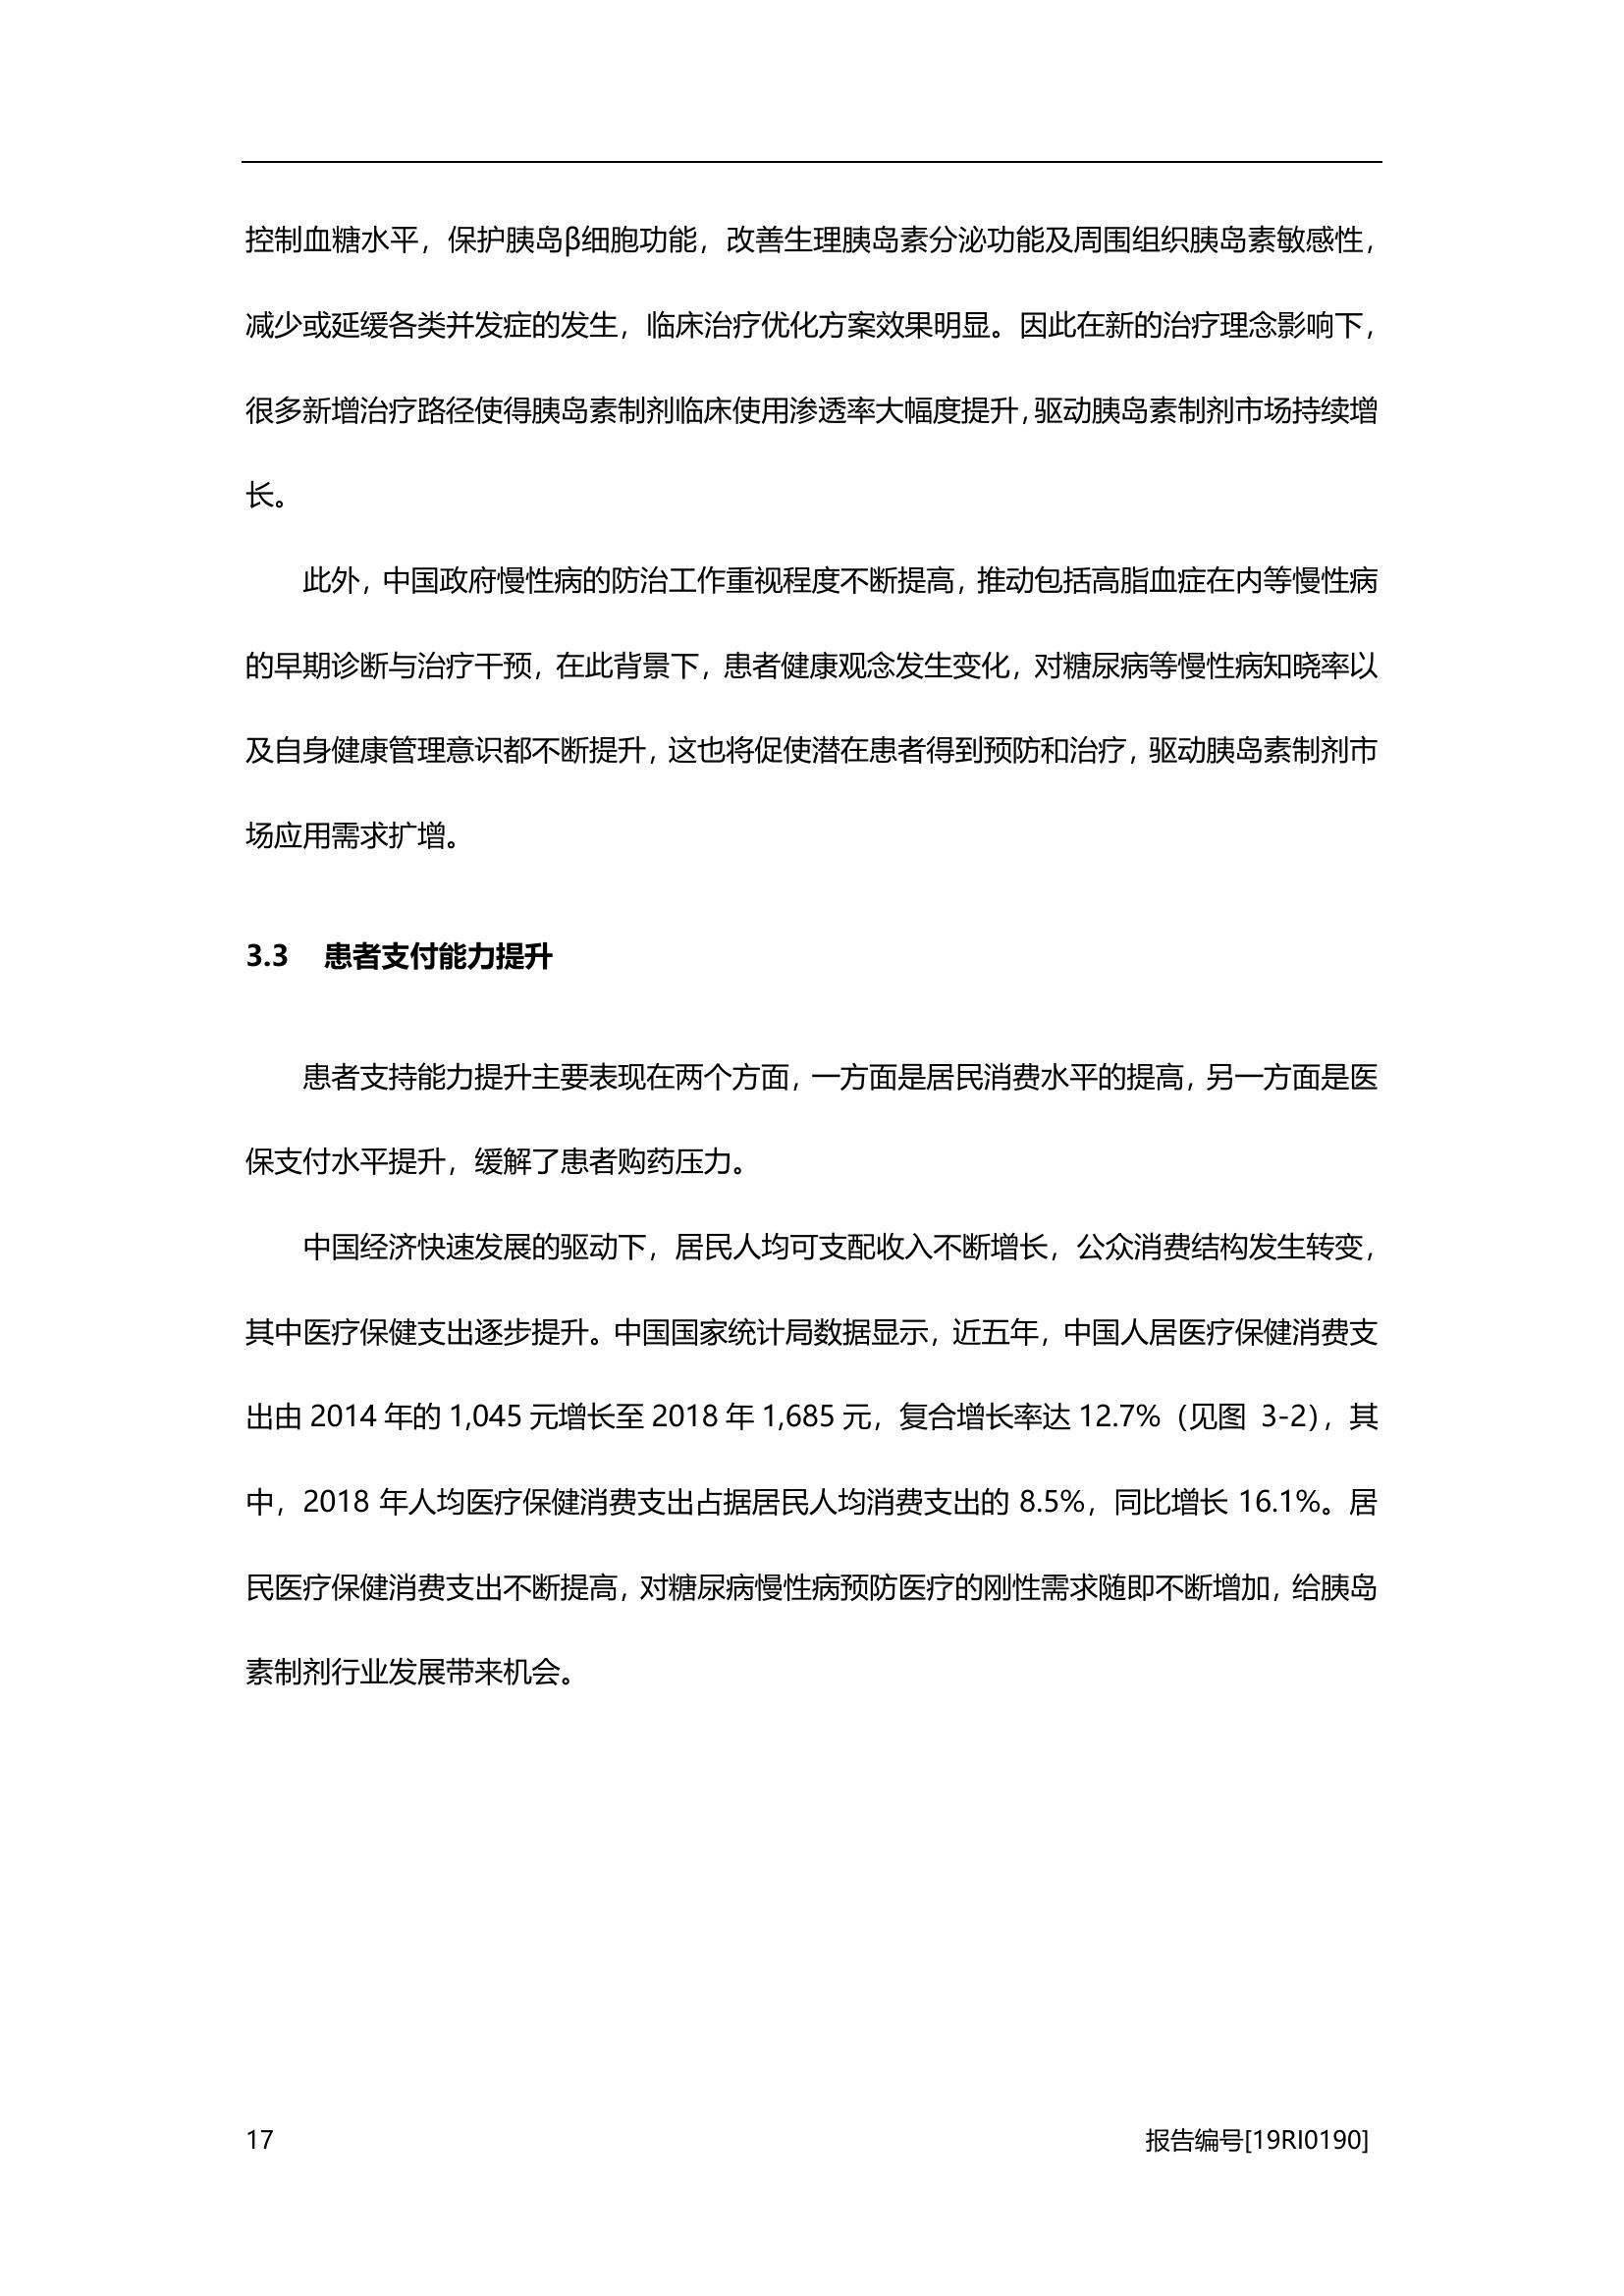 控制血糖水平，保护胰岛β细胞功能，改善生理胰岛素分泌功能及周围组织胰岛素敏感性，
减少或延缓各类并发症的发生，临床治疗优化方案效果明显。因此在新的治疗理念影响下，
很多新增治疗路径使得胰岛素制剂临床使用渗透率大幅度提升，驱动胰岛素制剂市场持续增
长。
此外，中国政府慢性病的防治工作重视程度不断提高，推动包括高脂血症在内等慢性病
的早期诊断与治疗干预，在此背景下，患者健康观念发生变化，对糖尿病等慢性病知晓率以
及自身健康管理意识都不断提升，这也将促使潜在患者得到预防和治疗，驱动胰岛素制剂市
场应用需求扩增。
3.3 患者支付能力提升
患者支持能力提升主要表现在两个方面，一方面是居民消费水平的提高，另一方面是医
保支付水平提升，缓解了患者购药压力。
中国经济快速发展的驱动下，居民人均可支配收入不断增长，公众消费结构发生转变，
其中医疗保健支出逐步提升。中国国家统计局数据显示，近五年，中国人居医疗保健消费支
出由 2014 年的 1,045 元增长至 2018 年 1,685 元，复合增长率达 12.7%（见图 3-2），其
中，2018 年人均医疗保健消费支出占据居民人均消费支出的 8.5%，同比增长 16.1%。居
民医疗保健消费支出不断提高，对糖尿病慢性病预防医疗的刚性需求随即不断增加，给胰岛
素制剂行业发展带来机会。
17 报告编号[19RI0190]